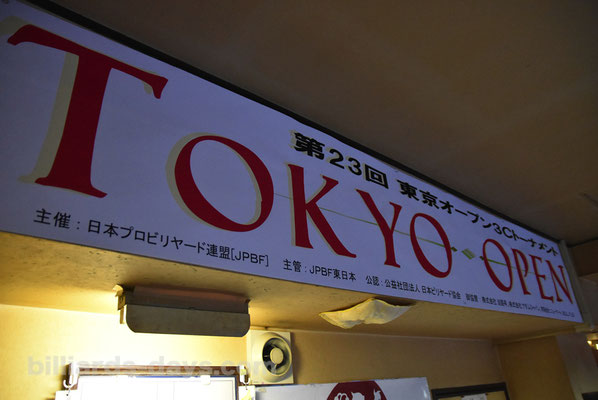 第23回 東京オープン3Cトーナメント
TOKYO OPEN
主催：日本プロビリヤード連盟[JPBF] 主管：JPBF東日本 公認：公益社団法人 日本ビリヤード協会
billiards-days.com